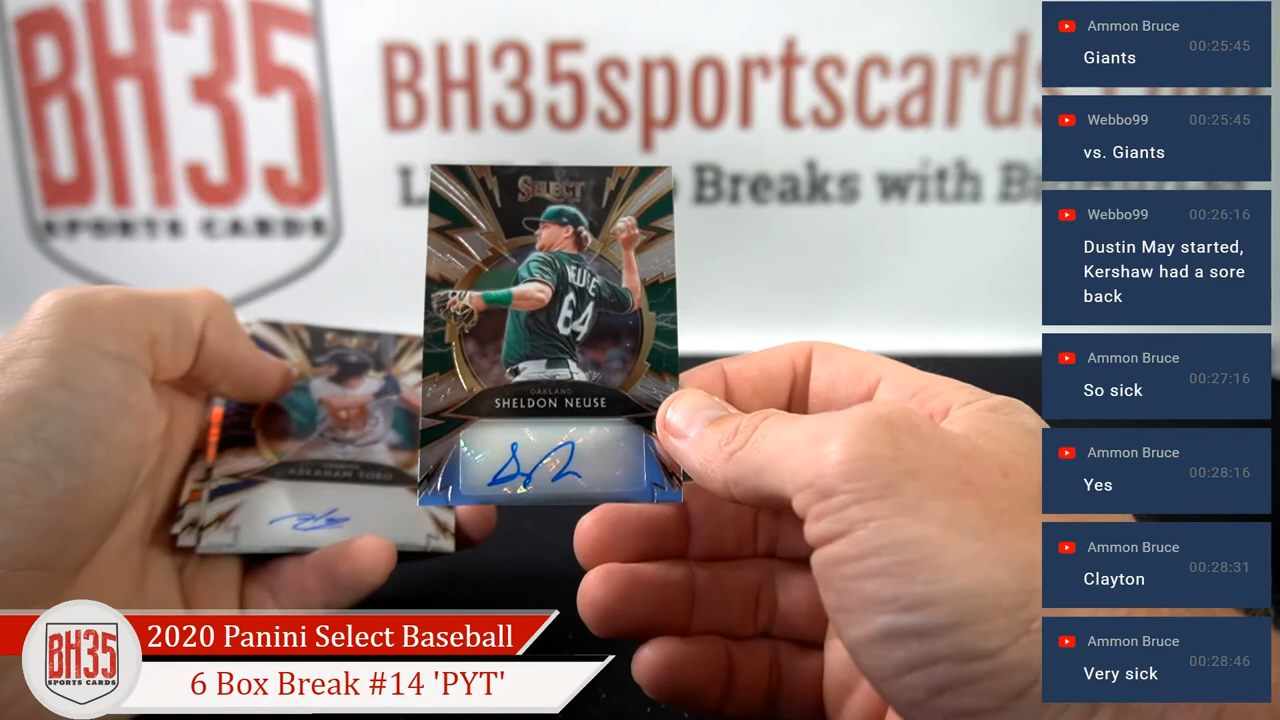 BH35
SPORTS CARDS
BH35sportscards
Breaks with
SELECT
NEUSE
64
OAKLAND
SHELDON NEUSE
SELECT
ABRAHAM TORO
BH35
SPORTS CARDS
2020 Panini Select Baseball
6 Box Break #14 'PYT'
Ammon Bruce
00:25:45
Giants
Webbo99
00:25:45
vs. Giants
Webbo99
00:26:16
Dustin May started,
Kershaw had a sore
back
Ammon Bruce
00:27:16
So sick
Ammon Bruce
00:28:16
Yes
Ammon Bruce
00:28:31
Clayton
Ammon Bruce
00:28:46
Very sick